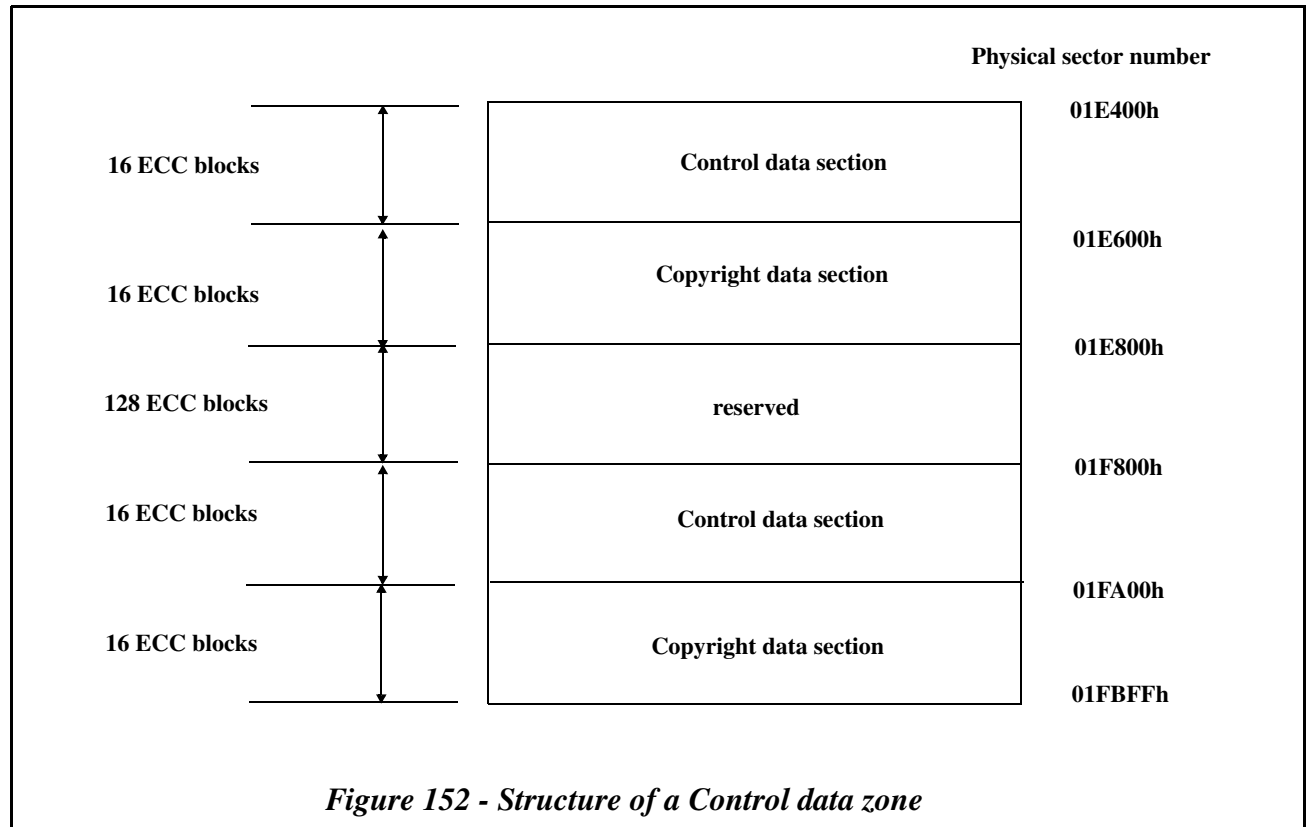 Physical sector number
01E400h
16 ECC blocks
Control data section
01E600h
16 ECC blocks
Copyright data section
01E800h
128 ECC blocks
reserved
01F800h
16 ECC blocks
Control data section
01FA00h
16 ECC blocks
Copyright data section
01FBFFh
Figure 152 - Structure of a Control data zone